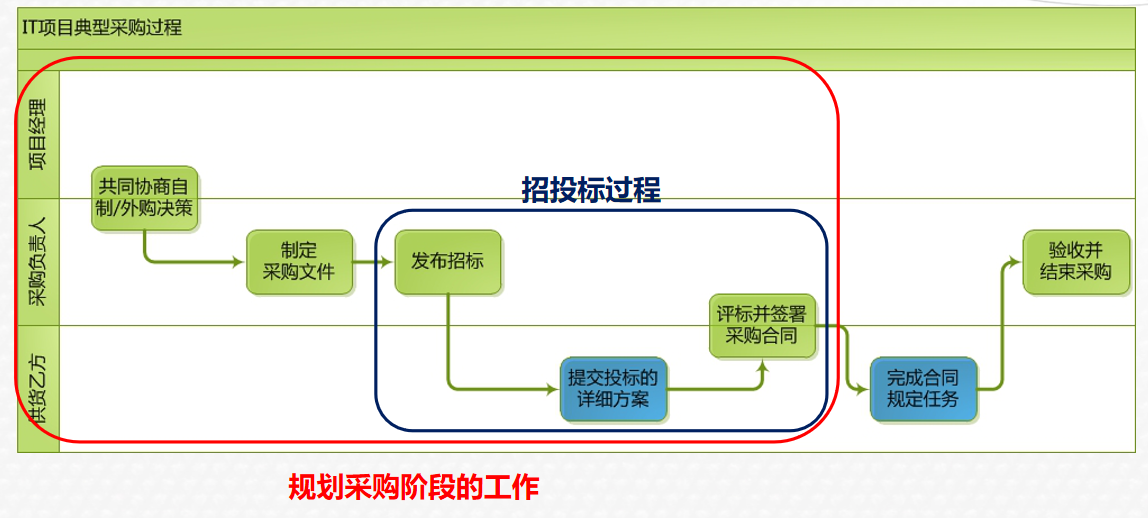 IT项目典型采购过程
项目经理
共同协商自
制/外购决策
招投标过程
采购负责人
制定
采购文件
发布招标
验收并
结束采购
评标并签署
采购合同
供货乙方
提交投标的
详细方案
完成合同
规定任务
规划采购阶段的工作